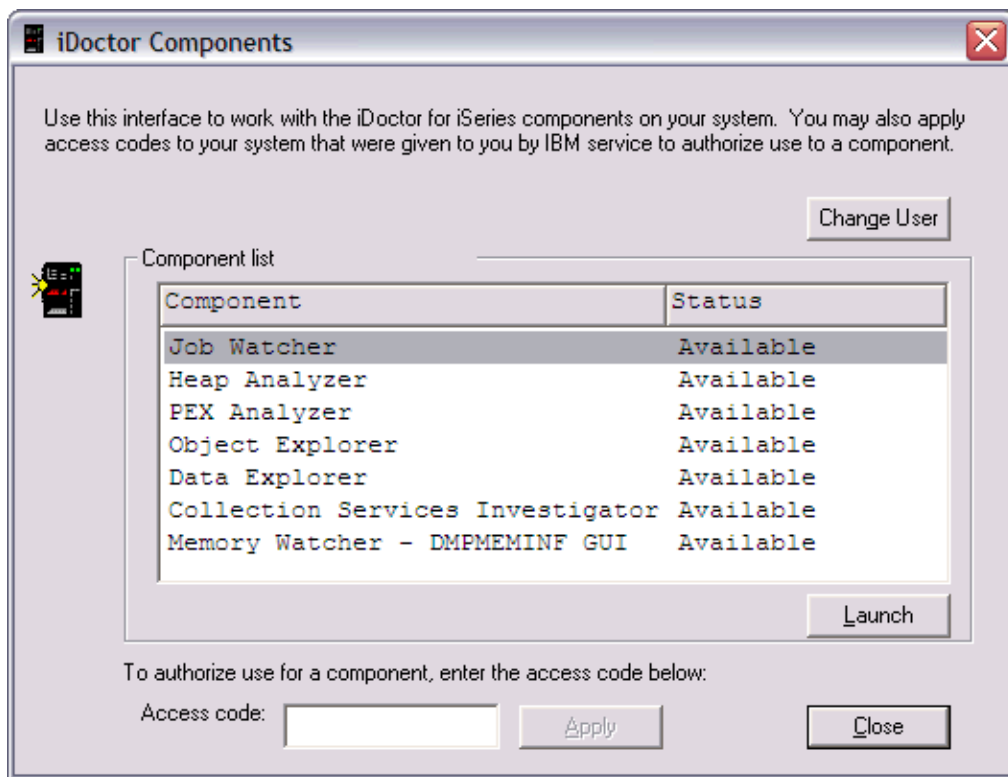 iDoctor Components
Use this interface to work with the iDoctor for iSeries components on your system. You may also apply
access codes to your system that were given to you by IBM service to authorize use to a component.
Change User
Component list
Component Status
Job Watcher Available
Heap Analyzer Available
PEX Analyzer Available
Object Explorer Available
Data Explorer Available
Collection Services Investigator Available
Memory Watcher - DMPMEMINF GUI Available
Launch
To authorize use for a component, enter the access code below:
Access code: Apply Close